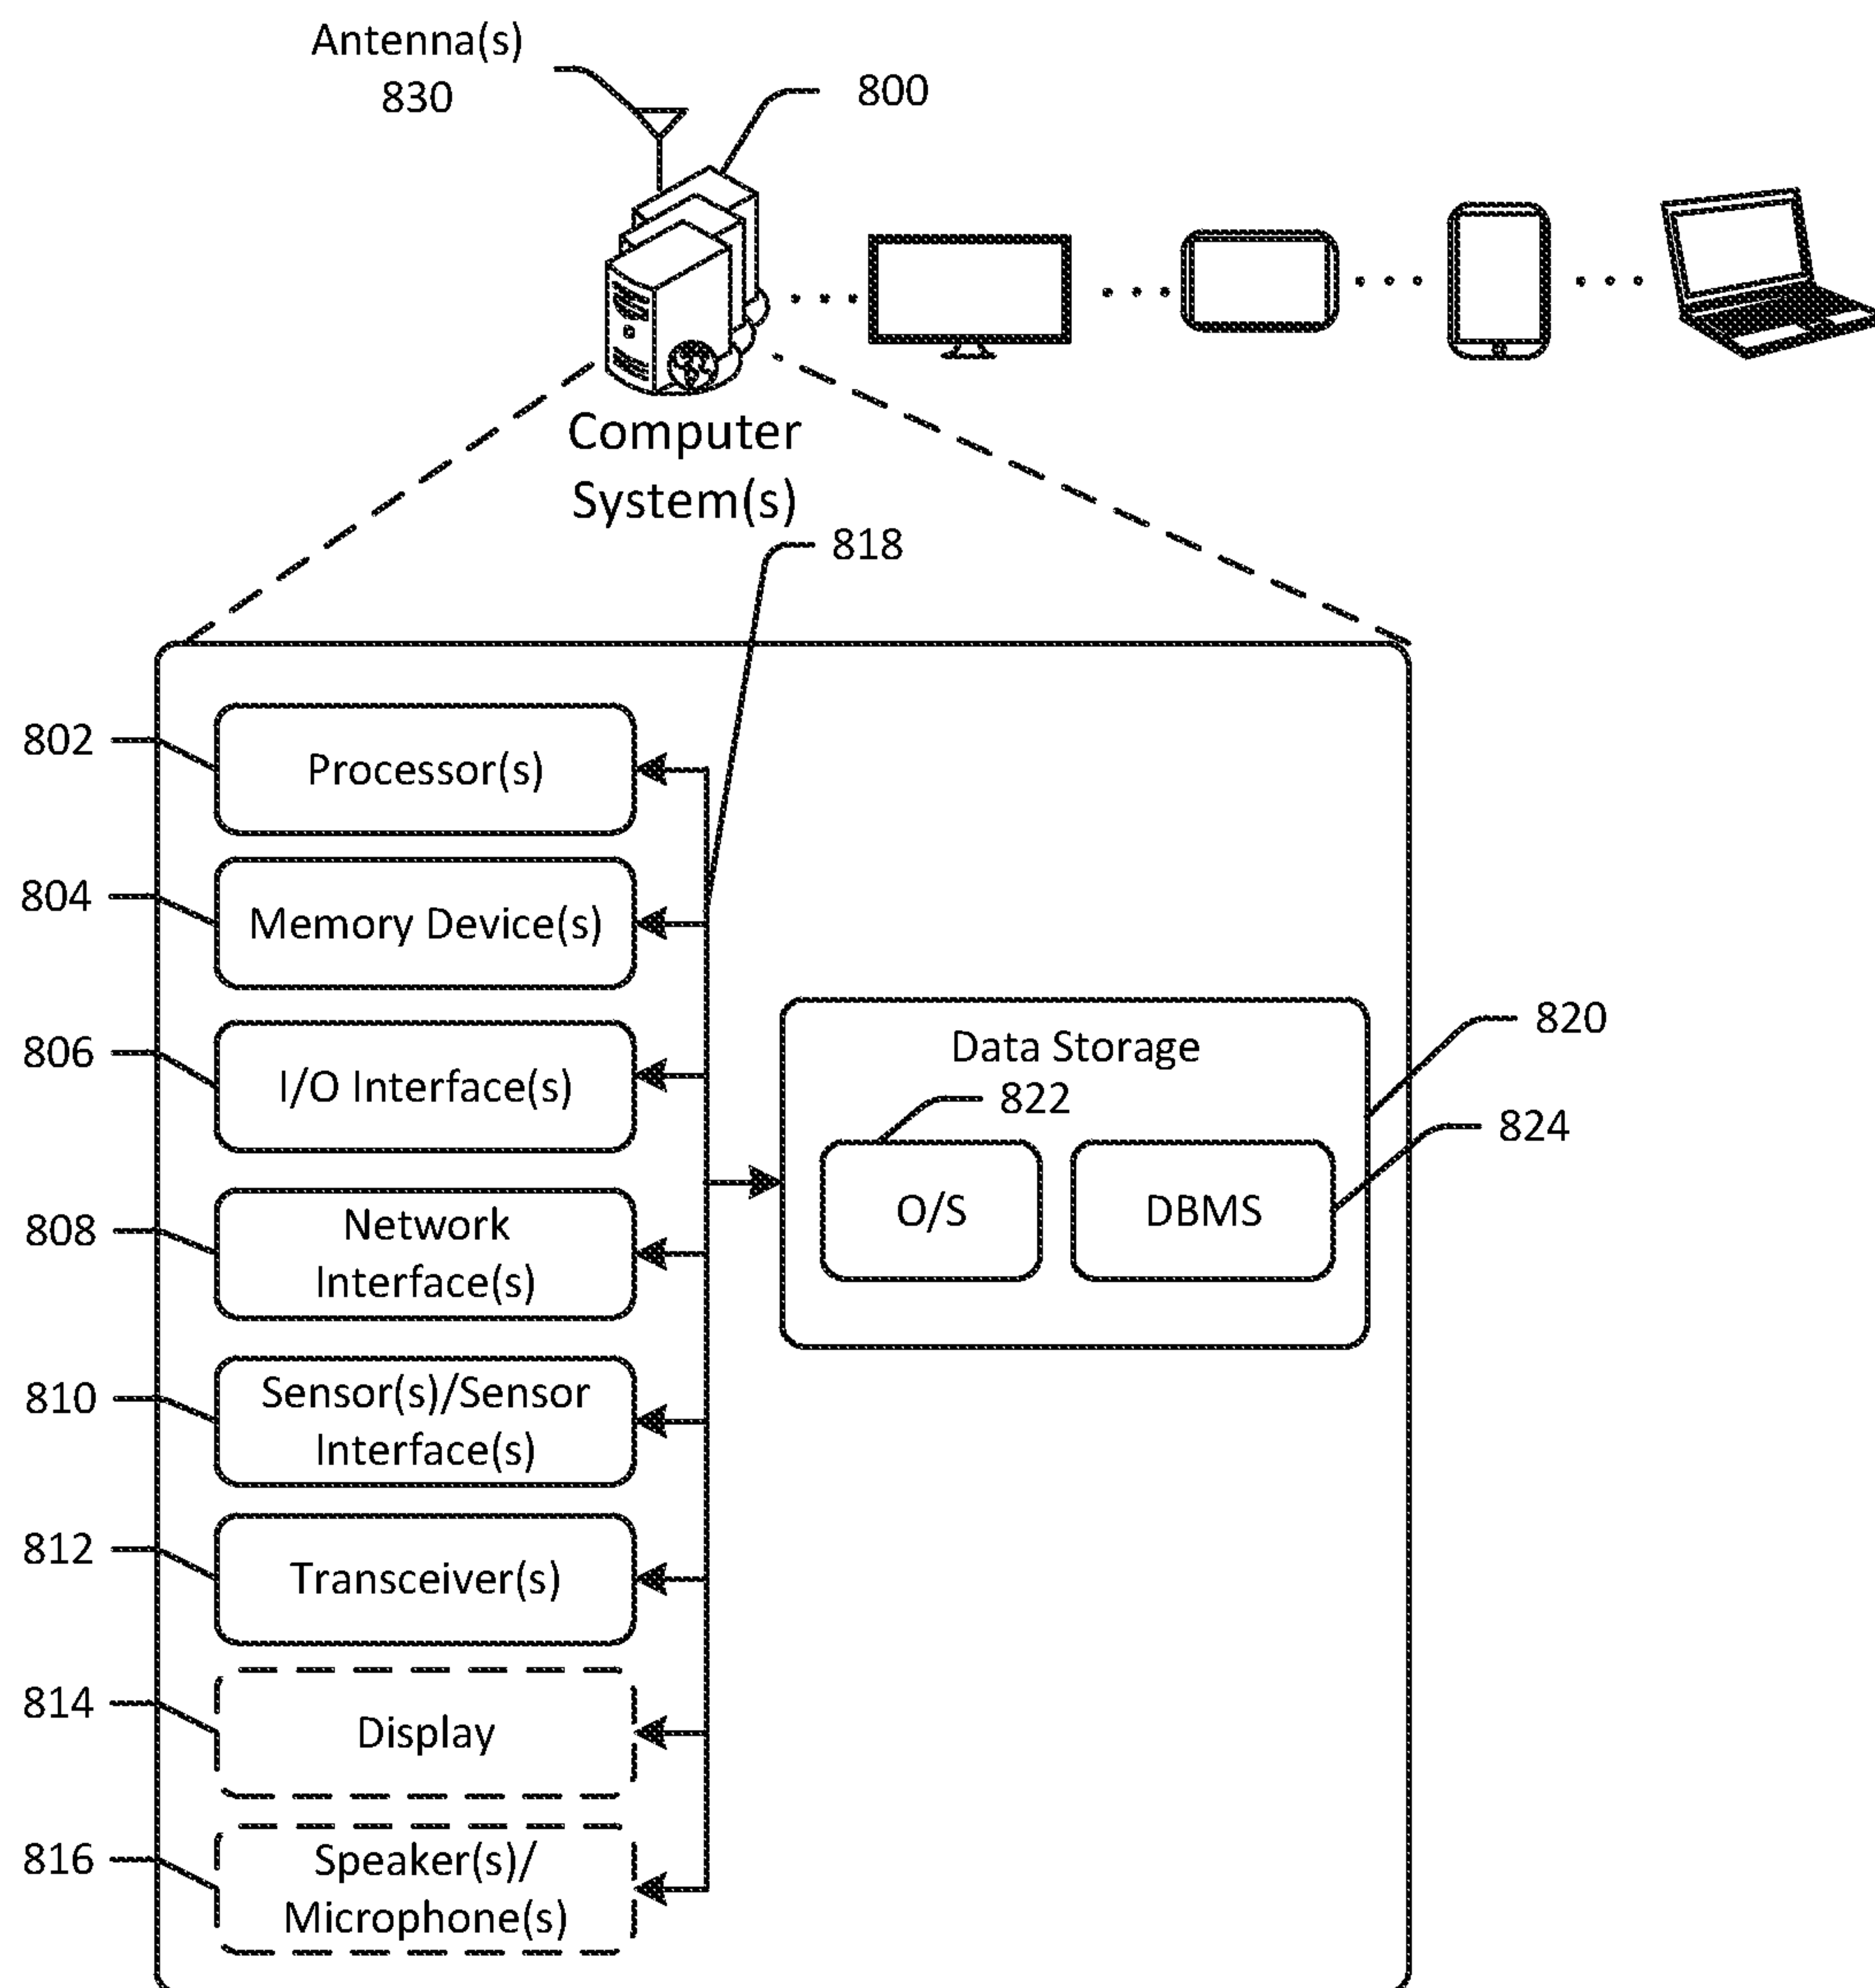 Antenna(s)
830
800
Computer
System(s)
818
802
Processor(s)
804
Memory Device(s)
806
I/O Interface(s)
808
Network
Interface(s)
810
Sensor(s)/Sensor
Interface(s)
812
Transceiver(s)
814
Display
816
Speaker(s)/
Microphone(s)
Data Storage
820
822
824
O/S
DBMS